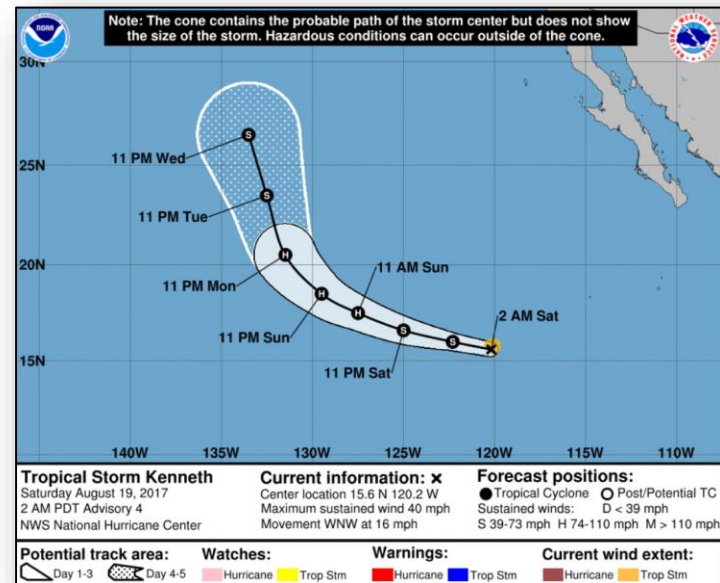 Note: The cone contains the probable path of the storm center but does not show
the size of the storm. Hazardous conditions can occur outside of the cone.
NOAA
NATIONAL WEATHER SERVICE
30N
11 PM Wed
S
25N
11 PM Tue
S
20N
11 PM Mon
H
11 AM Sun
H
H
2 AM Sat
11 PM Sun
S
S
15N
11 PM Sat
140W 135W 130W 125W 120W 115W 110W
Tropical Storm Kenneth
Saturday August 19, 2017
2 AM PDT Advisory 4
NWS National Hurricane Center
Current information: ×
Center location 15.6 N 120.2 W
Maximum sustained wind 40 mph
Movement WNW at 16 mph
Forecast positions:
● Tropical Cyclone ○ Post/Potential TC
Sustained winds: D < 39 mph
S 39-73 mph H 74-110 mph M > 110 mph
Potential track area:
Day 1-3 Day 4-5
Watches:
Hurricane Trop Stm
Warnings:
Hurricane Trop Stm
Current wind extent:
Hurricane Trop Stm